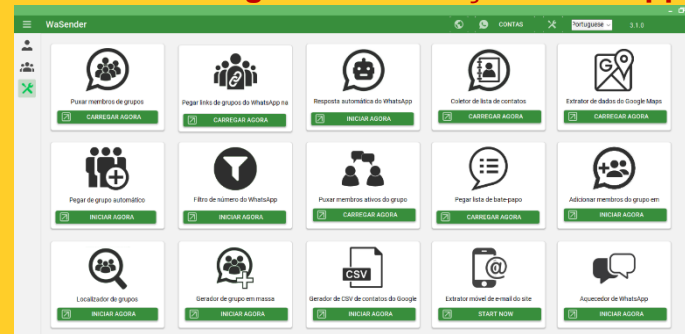 WaSender
CONTAS
Portuguese
3.1.0
Puxar membros de grupos
CARREGAR AGORA
Pegar links de grupos do WhatsApp na
CARREGAR AGORA
Resposta automática do WhatsApp
INICIAR AGORA
Coletor de lista de contatos
CARREGAR AGORA
Extrator de dados do Google Maps
CARREGAR AGORA
G
Pegar de grupo automático
INICIAR AGORA
Filtro de número do WhatsApp
INICIAR AGORA
Puxar membros ativos do grupo
CARREGAR AGORA
Pegar lista de bate-papo
CARREGAR AGORA
Adicionar membros do grupo em
INICIAR AGORA
Localizador de grupos
INICIAR AGORA
Gerador de grupo em massa
INICIAR AGORA
CSV
Gerador de CSV de contatos do Google
INICIAR AGORA
@
Extrator móvel de e-mail do site
START NOW
Aquecedor de WhatsApp
INICIAR AGORA